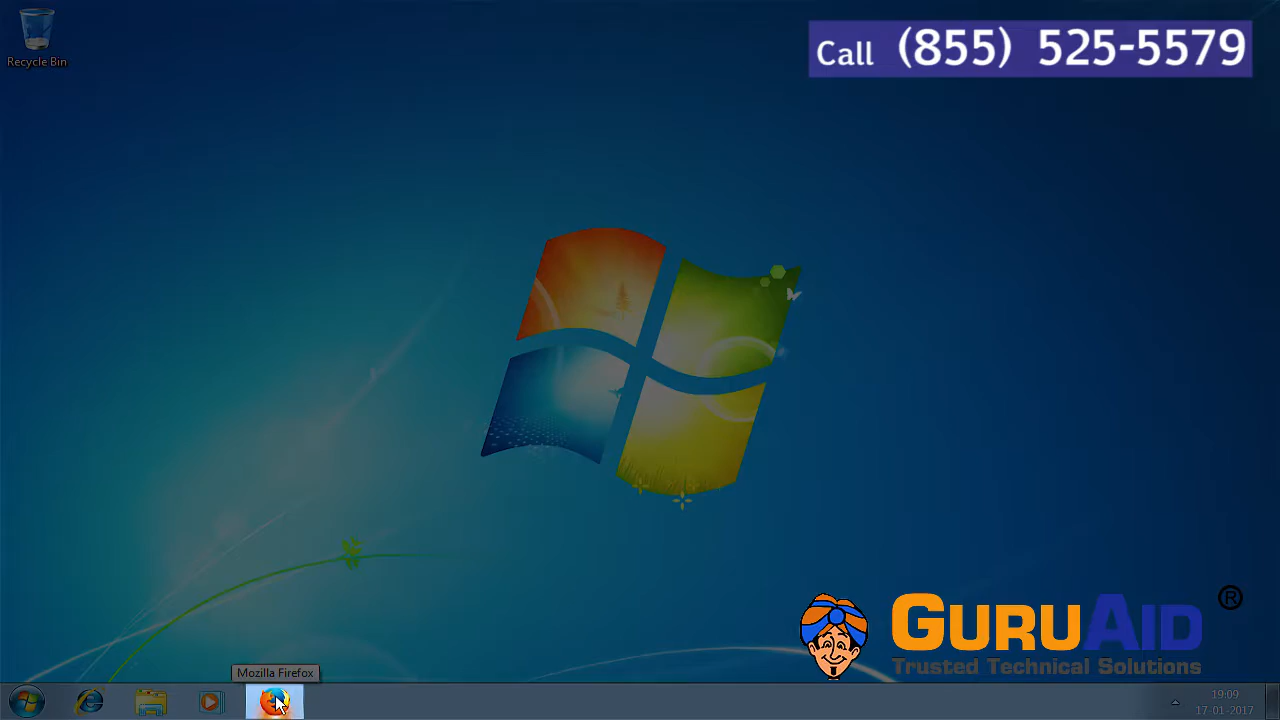 Recycle Bin
Call (855) 525-5579
GURUAID ®
Trusted Technical Solutions
Mozilla Firefox
19:09
17-01-2017